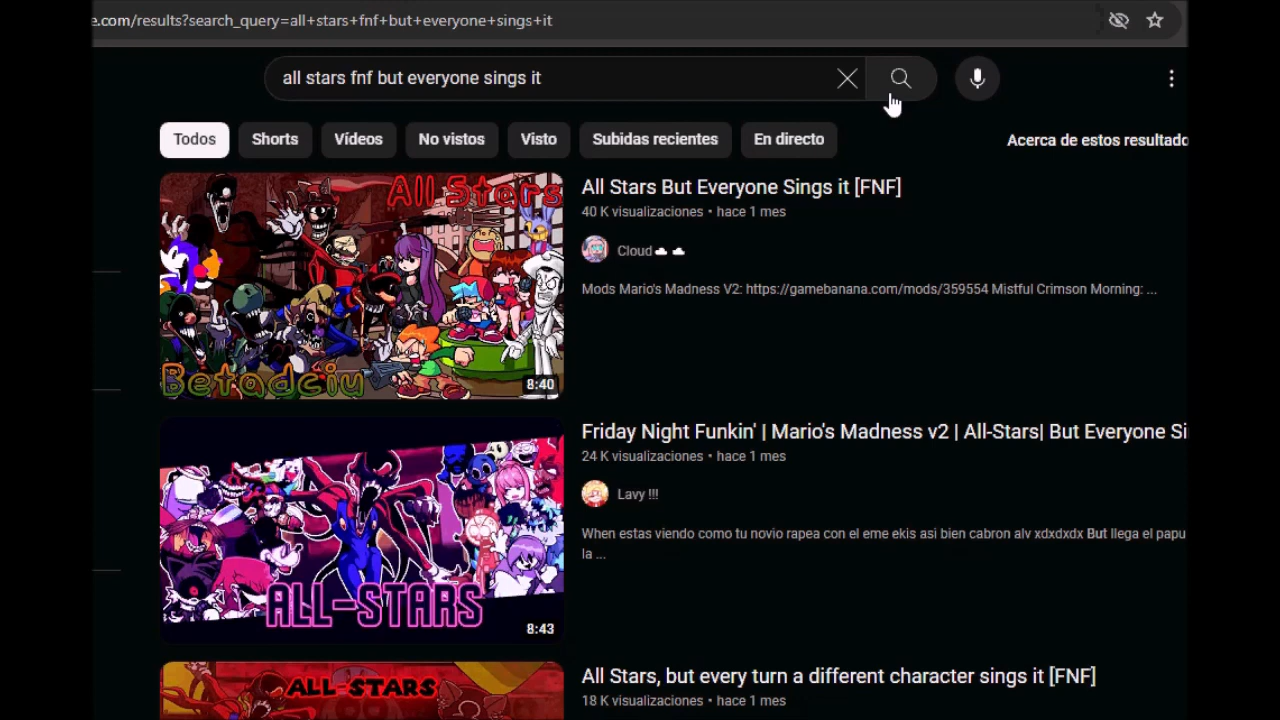 e.com/results?search_query=all+stars+fnf+but+everyone+sings+it
all stars fnf but everyone sings it
Todos
Shorts
Vídeos
No vistos
Visto
Subidas recientes
En directo
Acerca de estos resultado
All Stars
Betadciu
8:40
All Stars But Everyone Sings it [FNF]
40 K visualizaciones • hace 1 mes
Cloud
Mods Mario's Madness V2: https://gamebanana.com/mods/359554 Mistful Crimson Morning: ...
ALL-STARS
8:43
Friday Night Funkin' | Mario's Madness v2 | All-Stars| But Everyone Si
24 K visualizaciones • hace 1 mes
Lavy !!!
When estas viendo como tu novio rapea con el eme ekis asi bien cabron alv xdxdxdx But llega el papu
la ...
ALL-STARS
All Stars, but every turn a different character sings it [FNF]
18 K visualizaciones • hace 1 mes